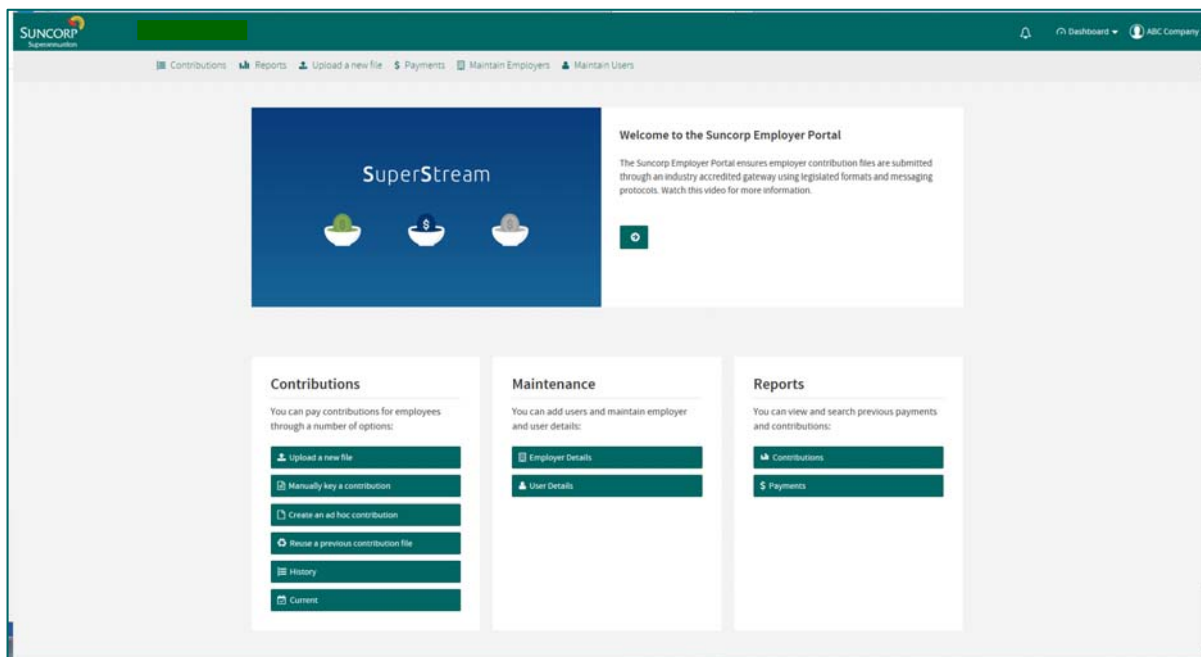 SUNCORP
Superannuation
Dashboard
ABC Company
Contributions Reports Upload a new file $ Payments Maintain Employers Maintain Users
SuperStream
$
Welcome to the Suncorp Employer Portal
The Suncorp Employer Portal ensures employer contribution files are submitted
through an industry accredited gateway using legislated formats and messaging
protocols. Watch this video for more information.
Contributions
You can pay contributions for employees
through a number of options:
Upload a new file
Manually key a contribution
Create an ad hoc contribution
Reuse a previous contribution file
History
Current
Maintenance
You can add users and maintain employer
and user details:
Employer Details
User Details
Reports
You can view and search previous payments
and contributions:
Contributions
$ Payments